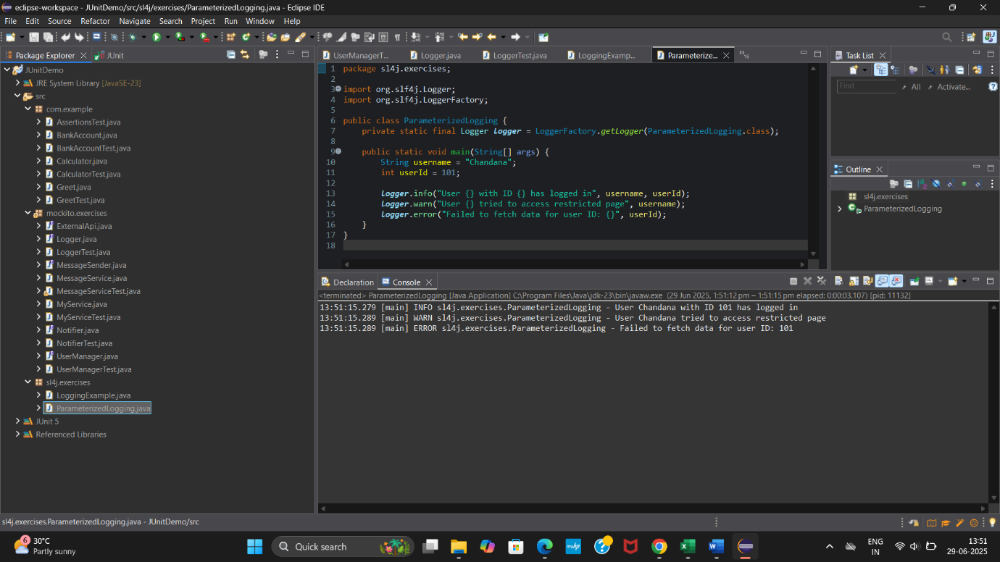 eclipse-workspace - JUnitDemo/src/sl4j/exercises/ParameterizedLogging.java - Eclipse IDE
File Edit Source Refactor Navigate Search Project Run Window Help
Package Explorer
JUnit
JUnitDemo
JRE System Library [JavaSE-23]
src
com.example
AssertionsTest.java
BankAccount.java
BankAccountTest.java
Calculator.java
CalculatorTest.java
Greet.java
GreetTest.java
mockito.exercises
ExternalApi.java
Logger.java
LoggerTest.java
MessageSender.java
MessageService.java
MessageServiceTest.java
MyService.java
MyServiceTest.java
Notifier.java
NotifierTest.java
UserManager.java
UserManagerTest.java
sl4j.exercises
LoggingExample.java
ParameterizedLogging.java
JUnit 5
Referenced Libraries
UserManagerT... Logger.java LoggerTest.java LoggingExamp... Parameterize... »16
1 package sl4j.exercises;
2
3 import org.slf4j.Logger;
4 import org.slf4j.LoggerFactory;
5
6 public class ParameterizedLogging {
7 private static final Logger logger = LoggerFactory.getLogger(ParameterizedLogging.class);
8
9 public static void main(String[] args) {
10 String username = "Chandana";
11 int userId = 101;
12
13 logger.info("User {} with ID {} has logged in", username, userId);
14 logger.warn("User {} tried to access restricted page", username);
15 logger.error("Failed to fetch data for user ID: {}", userId);
16 }
17 }
18
Task List
Find All Activate...
Outline
sl4j.exercises
ParameterizedLogging
Declaration Console
<terminated> ParameterizedLogging [Java Application] C:\Program Files\Java\jdk-23\bin\javaw.exe (29 Jun 2025, 1:51:12 pm – 1:51:15 pm elapsed: 0:00:03.107) [pid: 11132]
13:51:15.279 [main] INFO sl4j.exercises.ParameterizedLogging - User Chandana with ID 101 has logged in
13:51:15.289 [main] WARN sl4j.exercises.ParameterizedLogging - User Chandana tried to access restricted page
13:51:15.289 [main] ERROR sl4j.exercises.ParameterizedLogging - Failed to fetch data for user ID: 101
sl4j.exercises.ParameterizedLogging.java - JUnitDemo/src
6
30°C
Partly sunny
Quick search
myhp
ENG
IN
13:51
29-06-2025